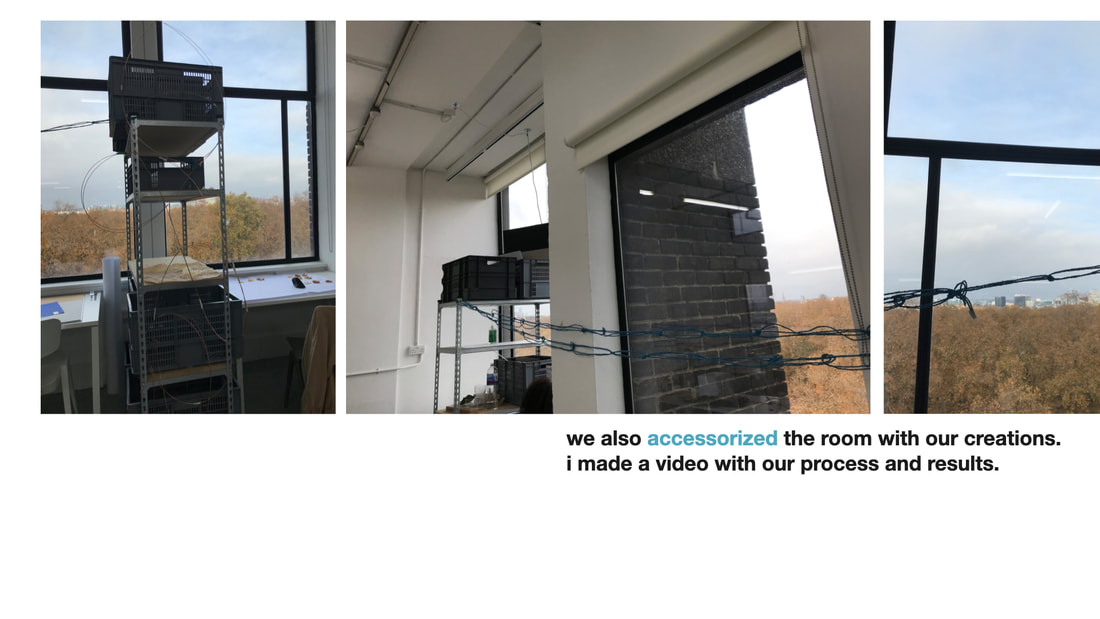 we also accessorized the room with our creations.
i made a video with our process and results.